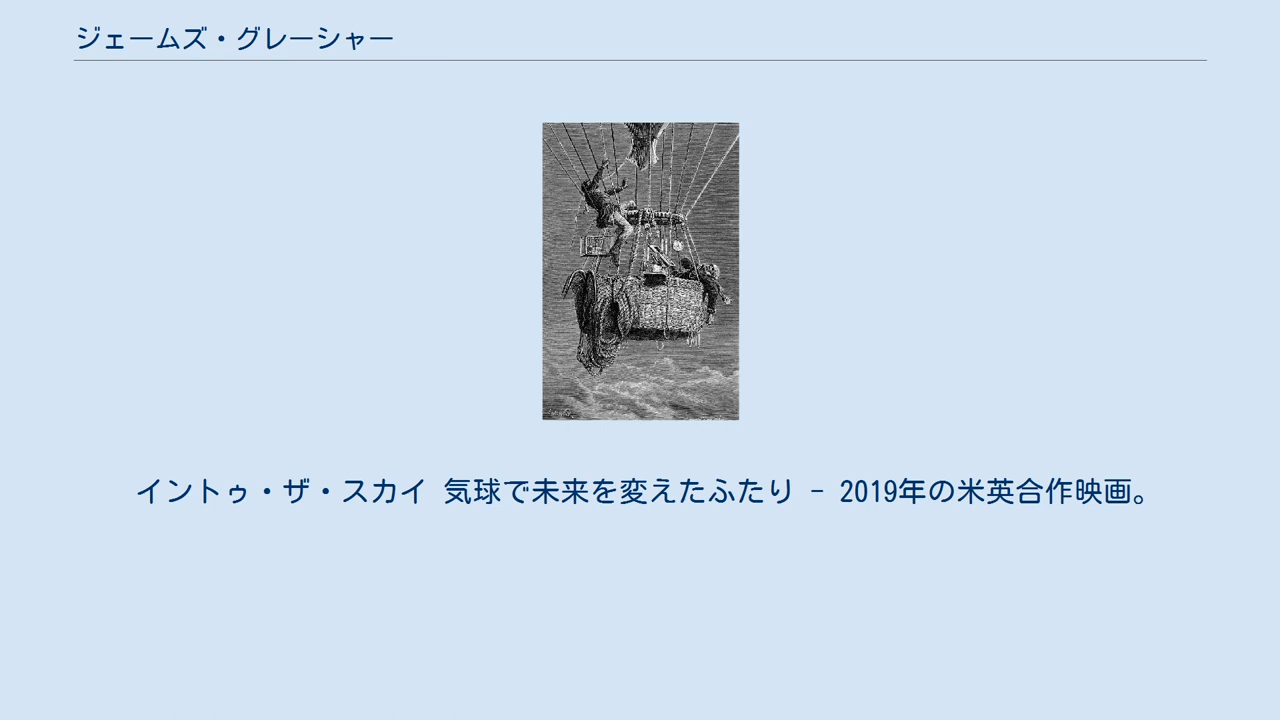 ジェームズ・グレーシャー
イントゥ・ザ・スカイ 気球で未来を変えたふたり - 2019年の米英合作映画。